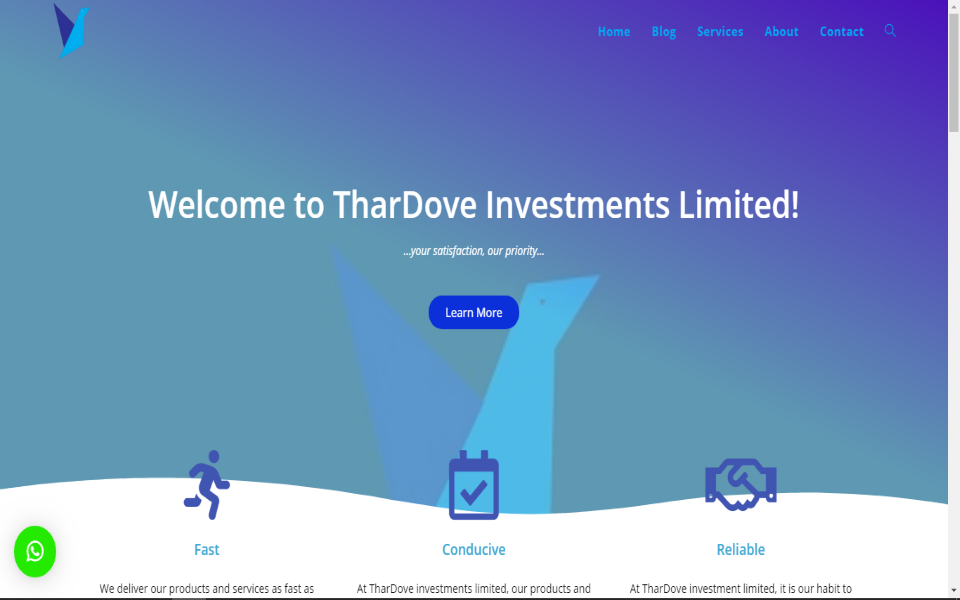 Home Blog Services About Contact
Welcome to TharDove Investments Limited!
...your satisfaction, our priority...
Learn More
Fast
Conducive
Reliable
We deliver our products and services as fast as
At TharDove investments limited, our products and
At TharDove investment limited, it is our habit to